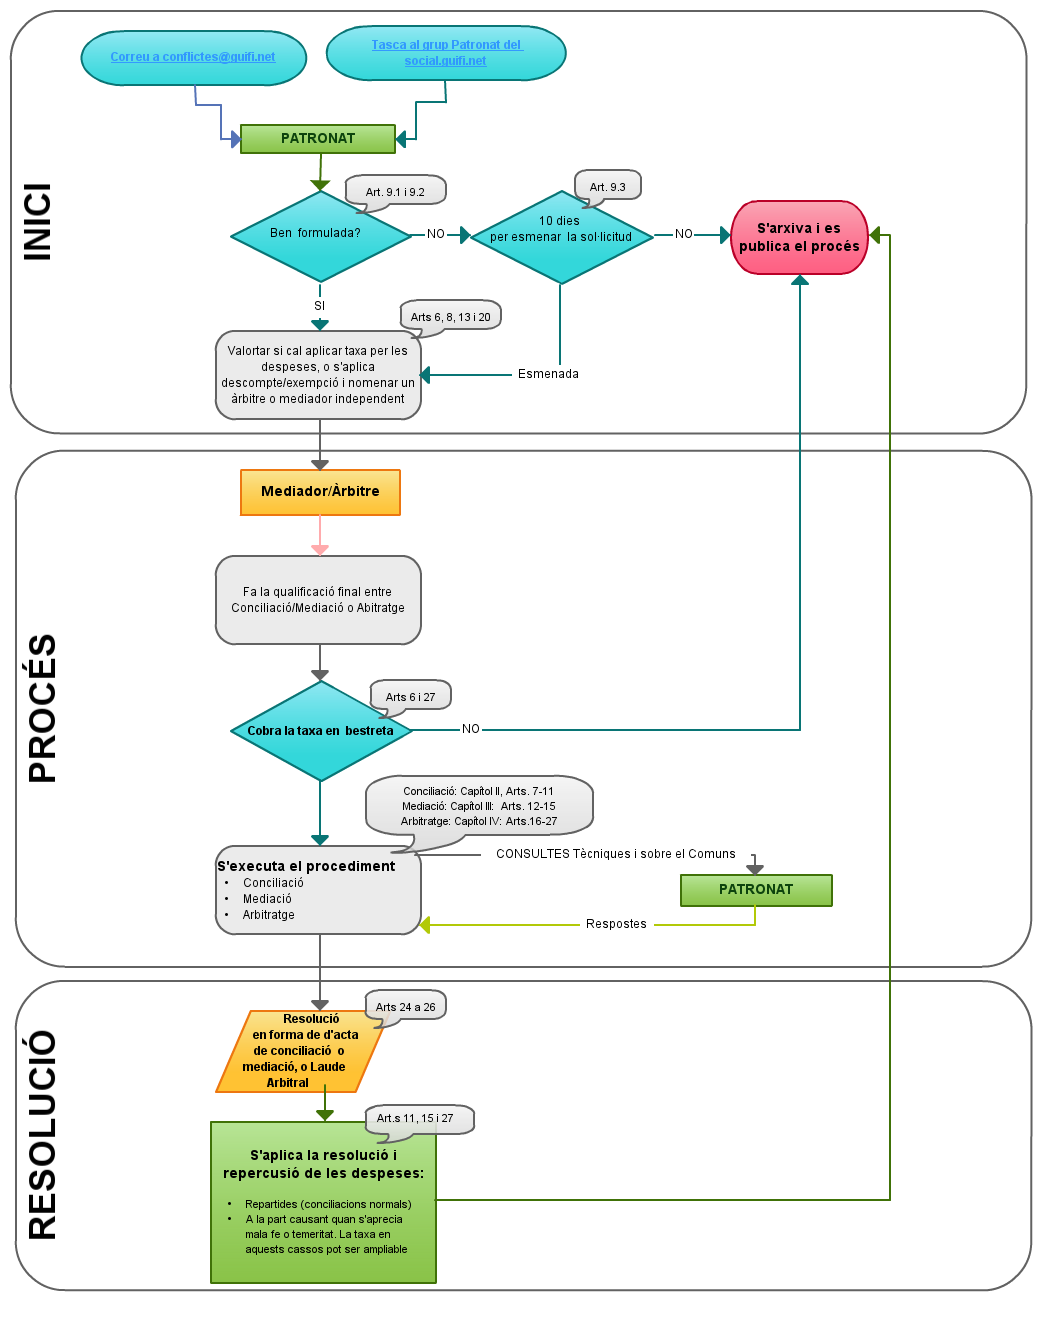 INICI
Correu a conflictes@guifi.net
Tasca al grup Patronat del
social.guifi.net
PATRONAT
Art. 9.1 i 9.2
Ben formulada?
NO
Art. 9.3
10 dies
per esmenar la sol·licitud
NO
S'arxiva i es
publica el procés
SI
Arts 6, 8, 13 i 20
Valortar si cal aplicar taxa per les
despeses, o s'aplica
descompte/exempció i nomenar un
àrbitre o mediador independent
Esmenada
PROCÉS
Mediador/Àrbitre
Fa la qualificació final entre
Conciliació/Mediació o Abitratge
Arts 6 i 27
Cobra la taxa en bestreta
NO
Conciliació: Capítol II, Arts. 7-11
Mediació: Capítol III: Arts. 12-15
Arbitratge: Capítol IV: Arts.16-27
S'executa el procediment
• Conciliació
• Mediació
• Arbitratge
CONSULTES Tècniques i sobre el Comuns
PATRONAT
Respostes
RESOLUCIÓ
Arts 24 a 26
Resolució
en forma de d'acta
de conciliació o
mediació, o Laude
Arbitral
Art.s 11, 15 i 27
S'aplica la resolució i
repercusió de les despeses:
• Repartides (conciliacions normals)
• A la part causant quan s'aprecia
mala fe o temeritat. La taxa en
aquests cassos pot ser ampliable